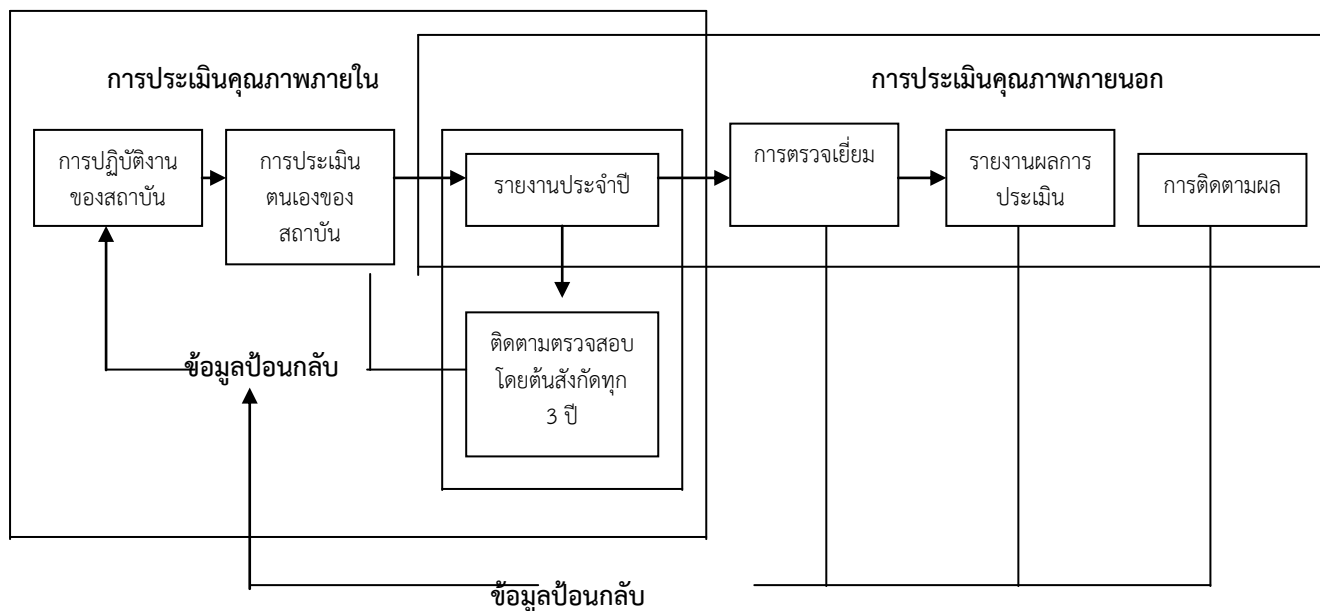 การประเมินคุณภาพภายใน
การประเมินคุณภาพภายนอก
การปฏิบัติงาน
ของสถาบัน
การประเมิน
ตนเองของ
สถาบัน
รายงานประจำปี
การตรวจเยี่ยม
รายงานผลการ
ประเมิน
การติดตามผล
ติดตามตรวจสอบ
โดยต้นสังกัดทุก
3 ปี
ข้อมูลป้อนกลับ
ข้อมูลป้อนกลับ